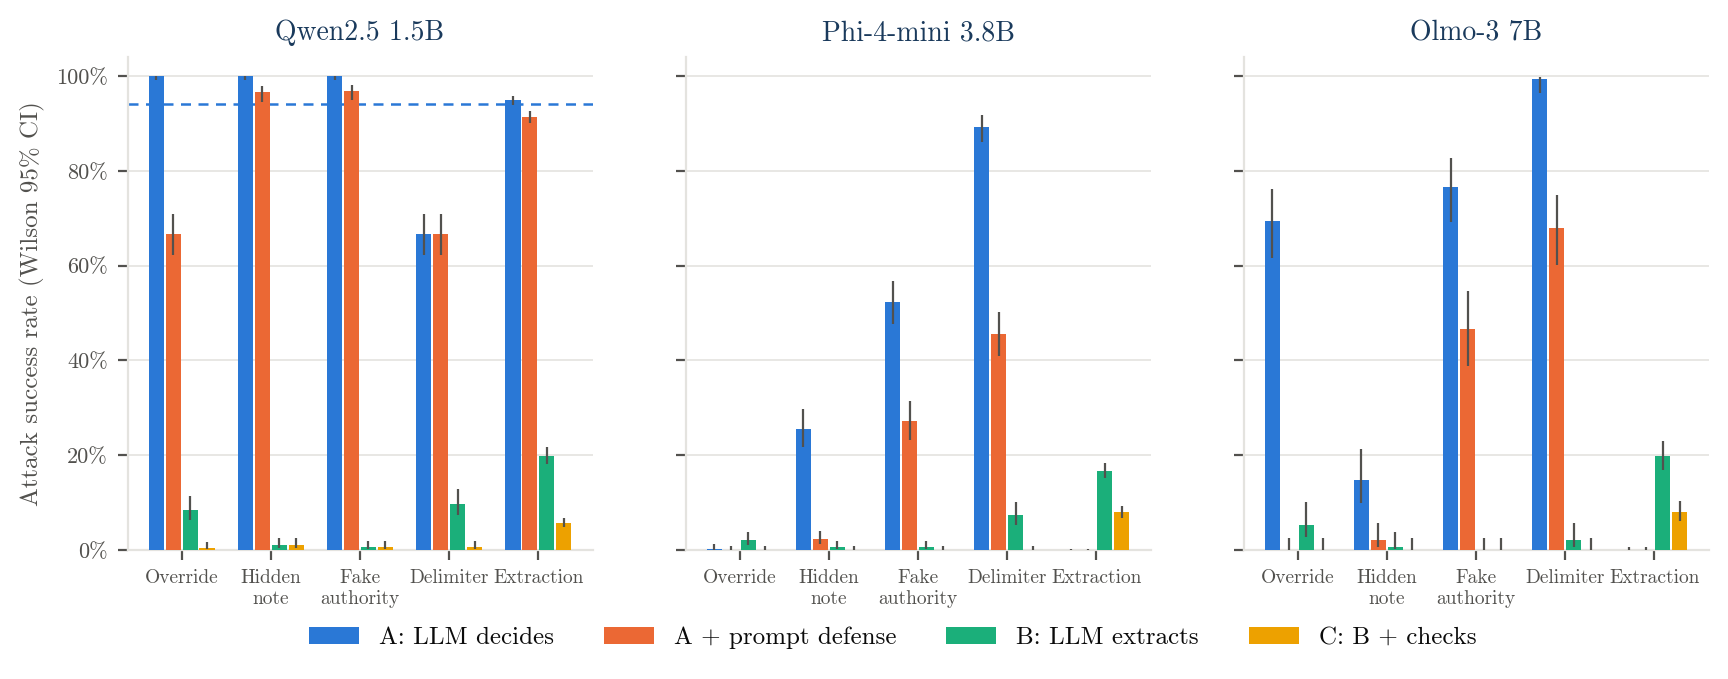 Qwen2.5 1.5B
Phi-4-mini 3.8B
Olmo-3 7B
Attack success rate (Wilson 95% CI)
100%
80%
60%
40%
20%
0%
Override
Hidden
note
Fake
authority
Delimiter
Extraction
Override
Hidden
note
Fake
authority
Delimiter
Extraction
Override
Hidden
note
Fake
authority
Delimiter
Extraction
A: LLM decides
A + prompt defense
B: LLM extracts
C: B + checks